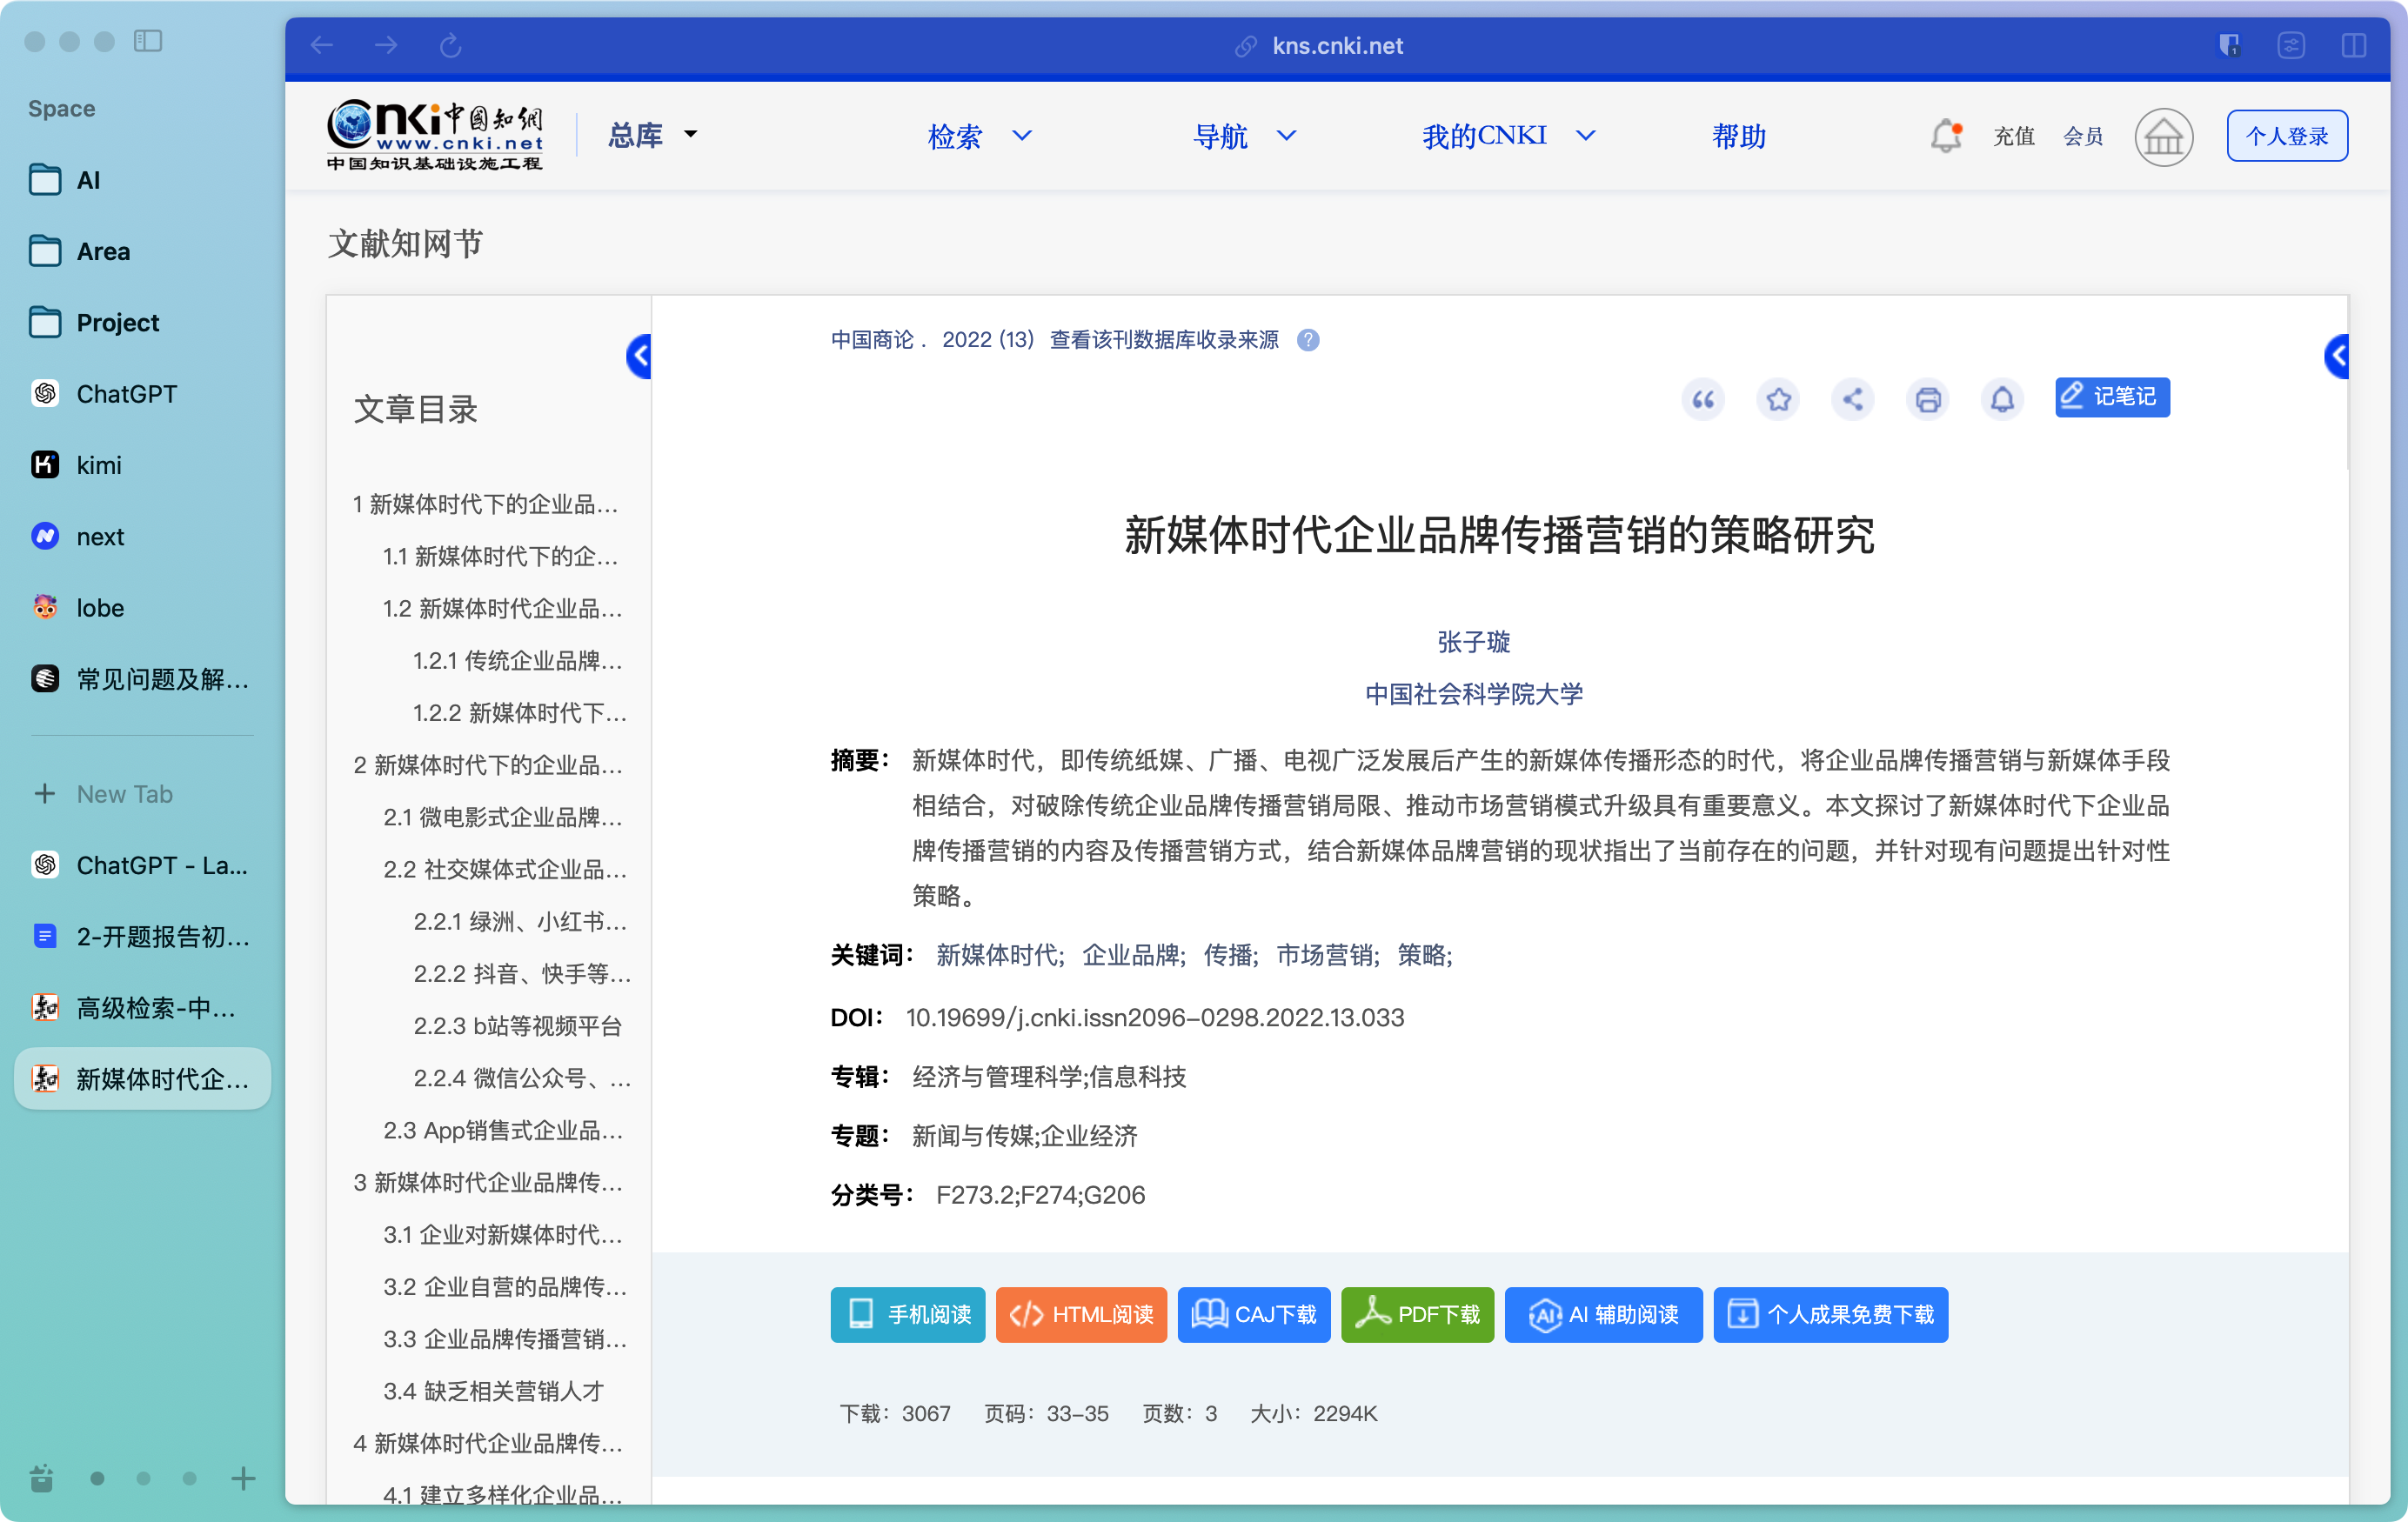 Space
AI
Area
Project
ChatGPT
kimi
next
lobe
常见问题及解...
New Tab
ChatGPT - La...
2-开题报告初...
高级检索-中...
新媒体时代企...
kns.cnki.net
1
cnki 中国知網
www.cnki.net
中国知识基础设施工程
总库
检索
导航
我的CNKI
帮助
充值
会员
个人登录
文献知网节
文章目录
1 新媒体时代下的企业品...
1.1 新媒体时代下的企...
1.2 新媒体时代企业品...
1.2.1 传统企业品牌...
1.2.2 新媒体时代下...
2 新媒体时代下的企业品...
2.1 微电影式企业品牌...
2.2 社交媒体式企业品...
2.2.1 绿洲、小红书...
2.2.2 抖音、快手等...
2.2.3 b站等视频平台
2.2.4 微信公众号、...
2.3 App销售式企业品...
3 新媒体时代企业品牌传...
3.1 企业对新媒体时代...
3.2 企业自营的品牌传...
3.3 企业品牌传播营销...
3.4 缺乏相关营销人才
4 新媒体时代企业品牌传...
4.1 建立多样化企业品...
中国商论 . 2022 (13) 查看该刊数据库收录来源 ?
记笔记
新媒体时代企业品牌传播营销的策略研究
张子璇
中国社会科学院大学
摘要： 新媒体时代，即传统纸媒、广播、电视广泛发展后产生的新媒体传播形态的时代，将企业品牌传播营销与新媒体手段
相结合，对破除传统企业品牌传播营销局限、推动市场营销模式升级具有重要意义。本文探讨了新媒体时代下企业品
牌传播营销的内容及传播营销方式，结合新媒体品牌营销的现状指出了当前存在的问题，并针对现有问题提出针对性
策略。
关键词： 新媒体时代; 企业品牌; 传播; 市场营销; 策略;
DOI： 10.19699/j.cnki.issn2096-0298.2022.13.033
专辑： 经济与管理科学;信息科技
专题： 新闻与传媒;企业经济
分类号： F273.2;F274;G206
手机阅读
HTML阅读
CAJ下载
PDF下载
AI AI 辅助阅读
个人成果免费下载
下载：3067 页码：33-35 页数：3 大小：2294K